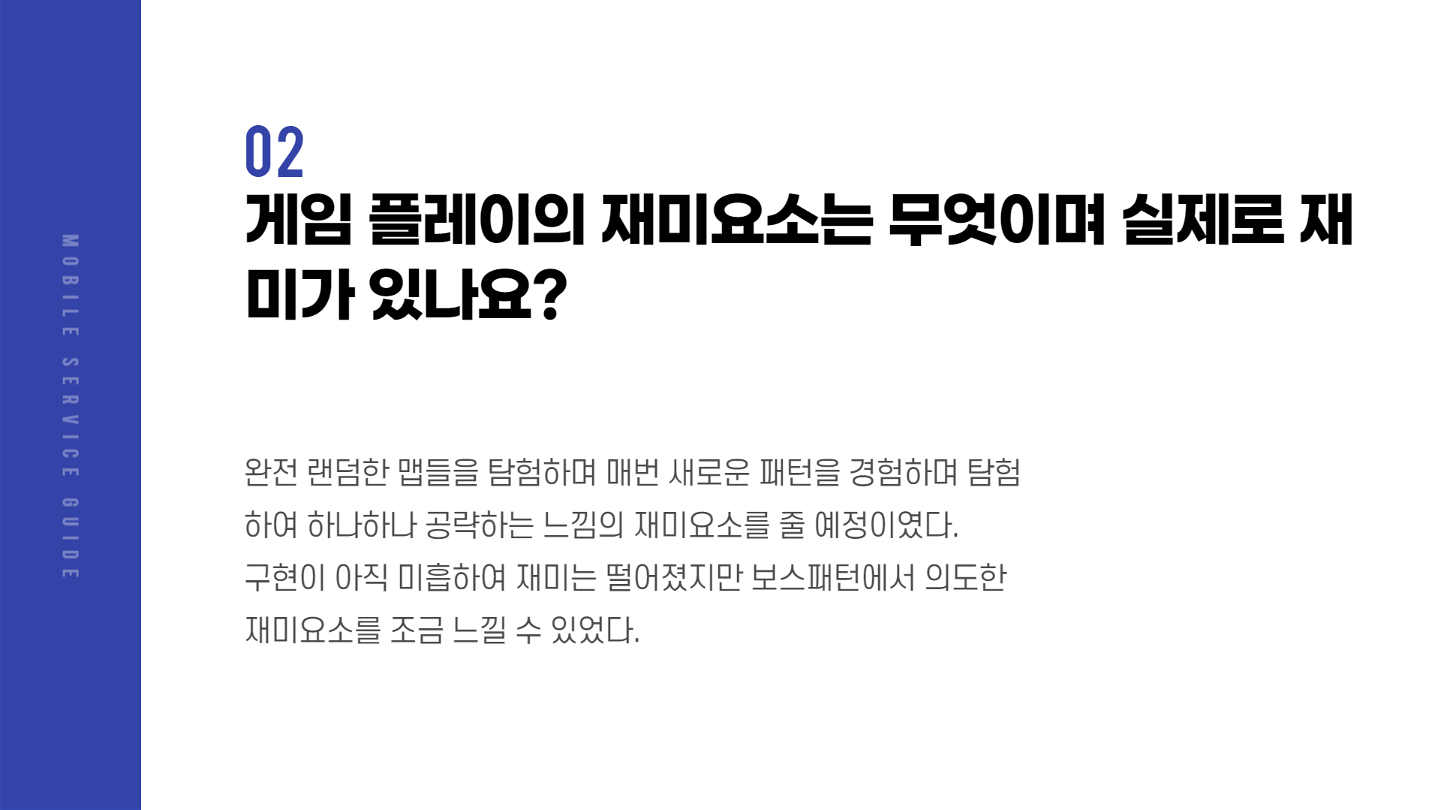 MOBILE SERVICE GUIDE
02
게임 플레이의 재미요소는 무엇이며 실제로 재
미가 있나요?
완전 랜덤한 맵들을 탐험하며 매번 새로운 패턴을 경험하며 탐험
하여 하나하나 공략하는 느낌의 재미요소를 줄 예정이였다.
구현이 아직 미흡하여 재미는 떨어졌지만 보스패턴에서 의도한
재미요소를 조금 느낄 수 있었다.